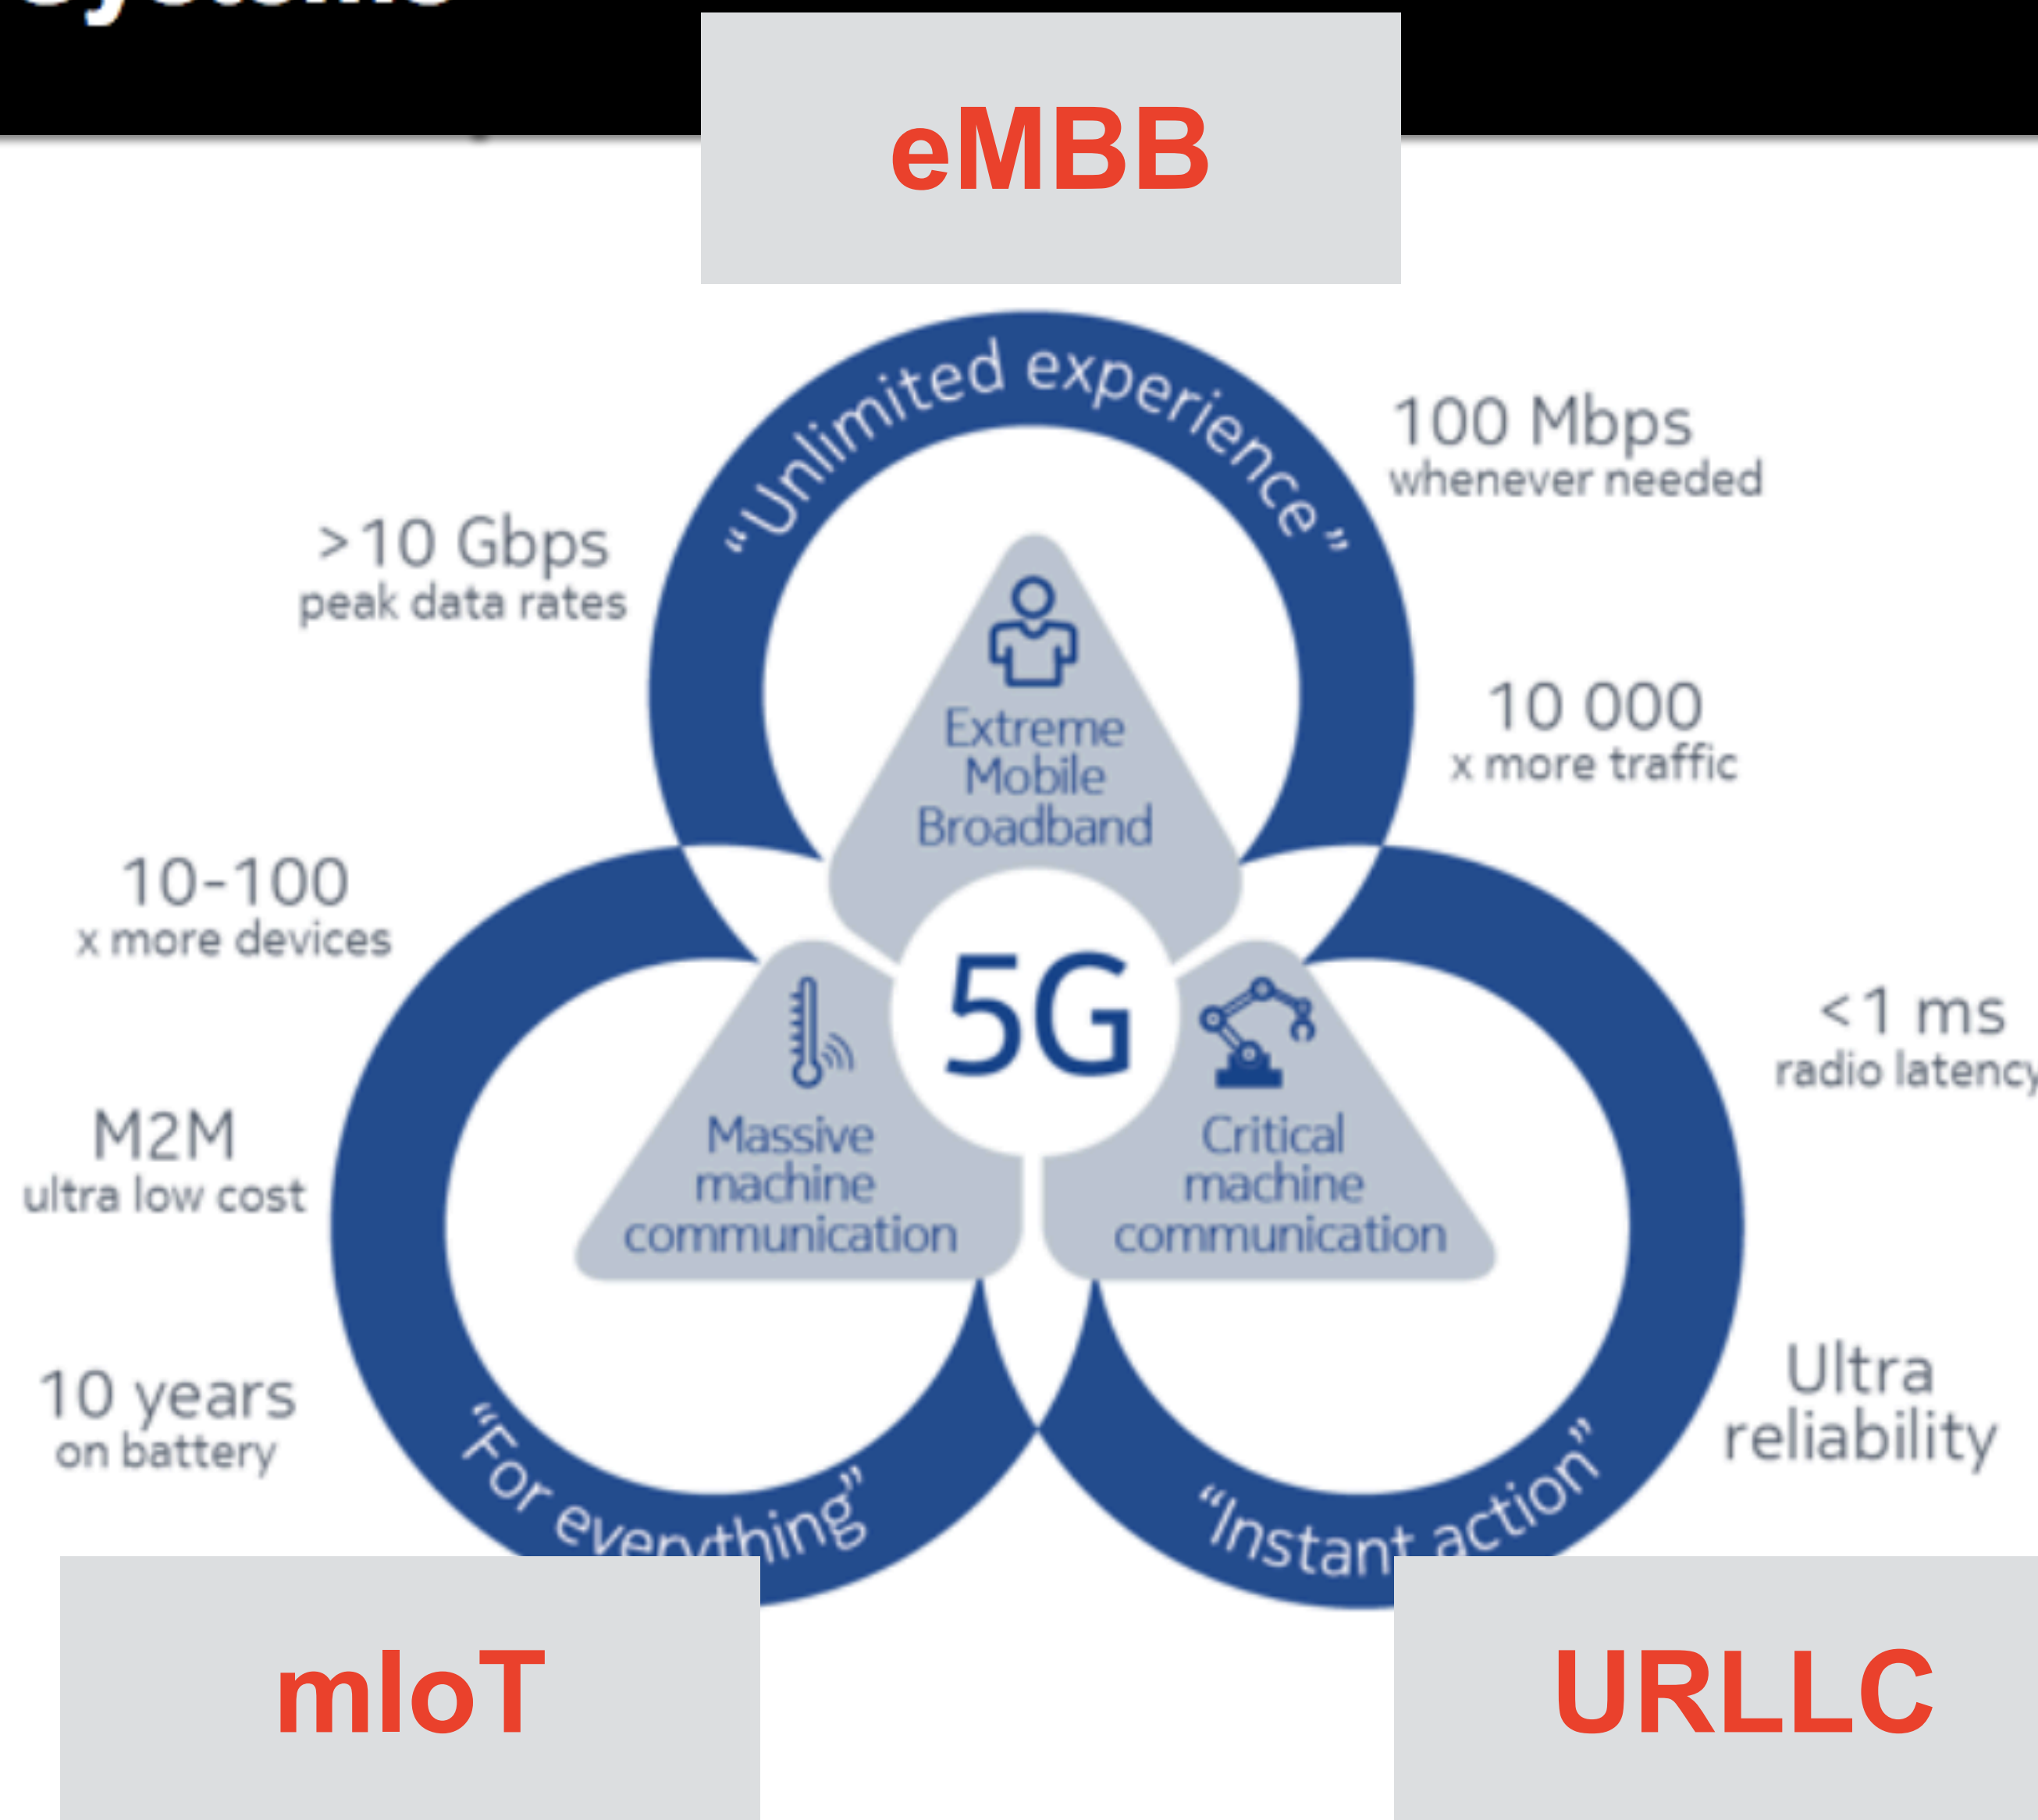 eMBB
“Unlimited experience”
100 Mbps
whenever needed
>10 Gbps
peak data rates
Extreme
Mobile
Broadband
10 000
x more traffic
10-100
x more devices
5G
<1 ms
radio latency
M2M
ultra low cost
Massive
machine
communication
Critical
machine
communication
10 years
on battery
Ultra
reliability
“For everything”
“Instant action”
mIoT
URLLC